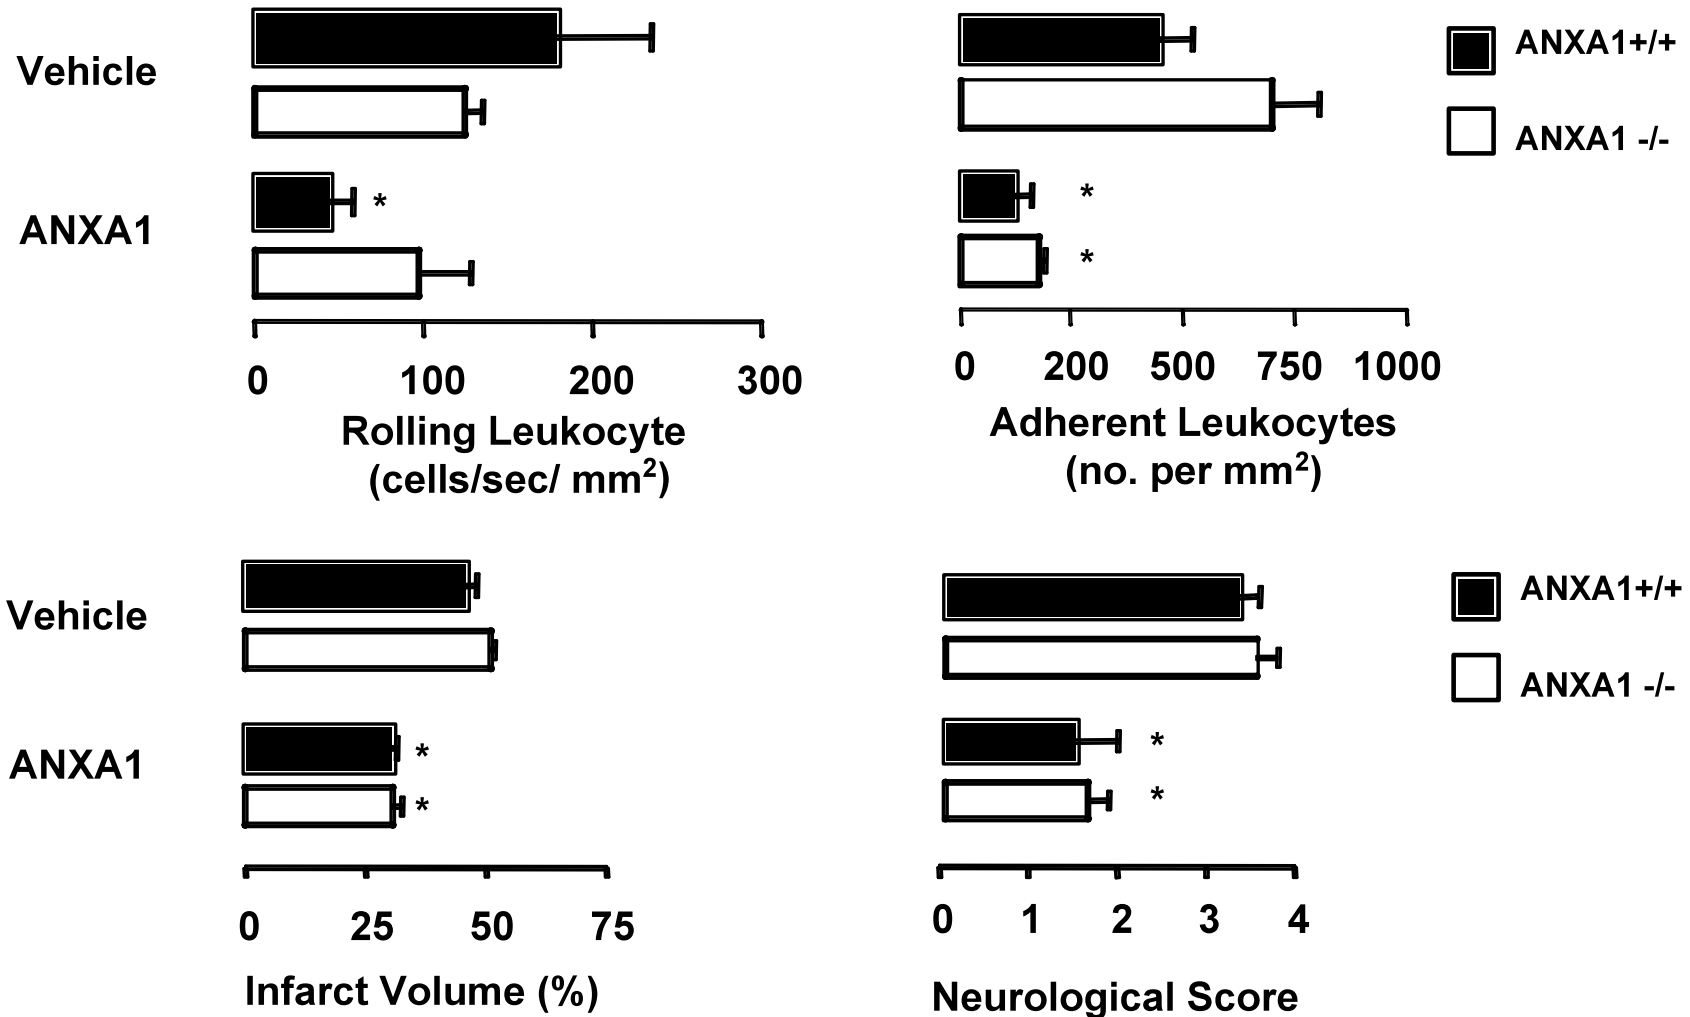 Vehicle
ANXA1
*
0 100 200 300
Rolling Leukocyte
(cells/sec/ mm²)
*
*
0 200 500 750 1000
Adherent Leukocytes
(no. per mm²)
ANXA1+/+
ANXA1 -/-
Vehicle
ANXA1
*
*
0 25 50 75
Infarct Volume (%)
*
*
0 1 2 3 4
Neurological Score
ANXA1+/+
ANXA1 -/-